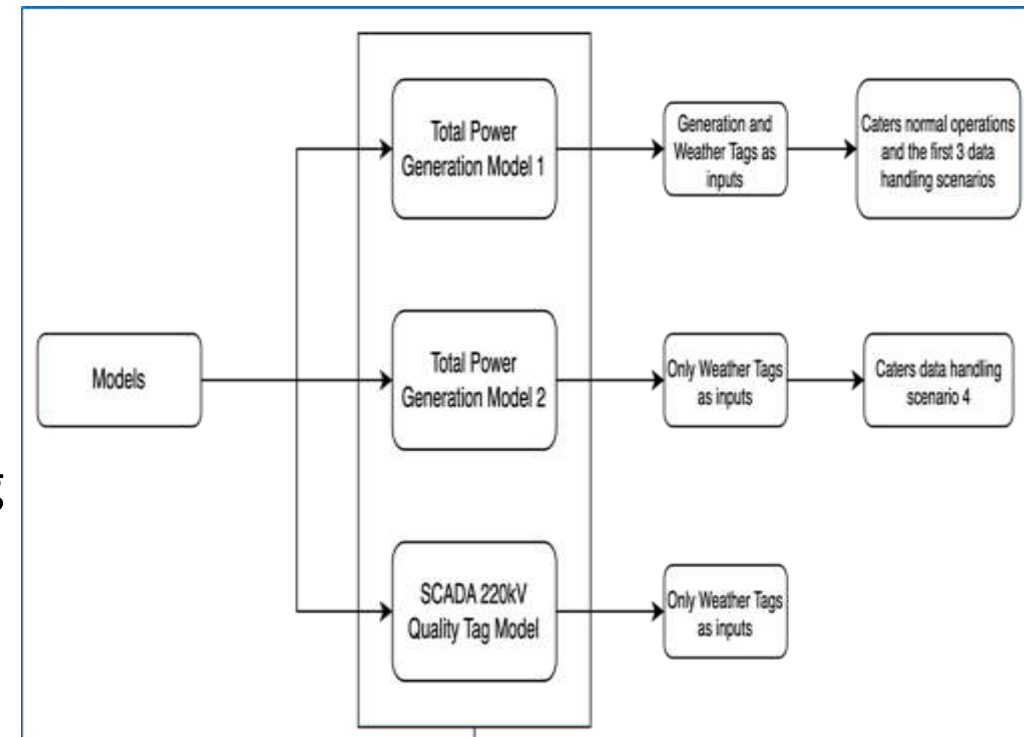 Total Power
Generation Model 1
Generation and
Weather Tags as
inputs
Caters normal operations
and the first 3 data
handling scenarios
Models
Total Power
Generation Model 2
Only Weather Tags
as inputs
Caters data handling
scenario 4
g
SCADA 220kV
Quality Tag Model
Only Weather Tags
as inputs